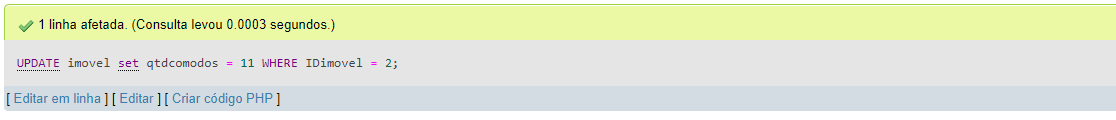 1 linha afetada. (Consulta levou 0.0003 segundos.)
UPDATE imovel set qtdcomodos = 11 WHERE IDimovel = 2;
[ Editar em linha ] [ Editar ] [ Criar código PHP ]